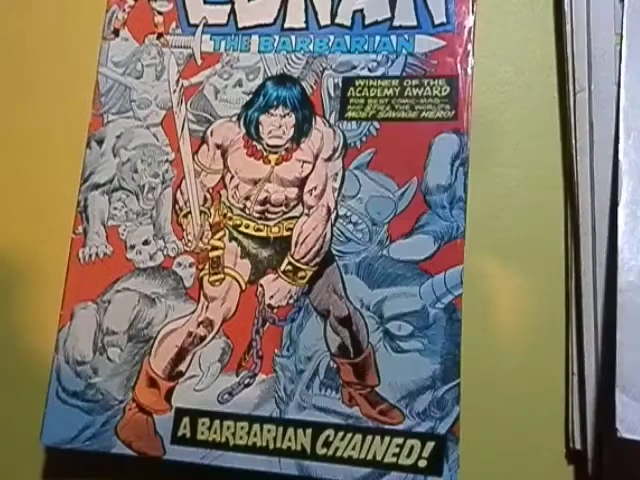 CONAN
THE BARBARIAN
WINNER OF THE
ACADEMY AWARD
FOR BEST COMIC-MAG—
AND STILL THE WORLD'S
MOST SAVAGE HERO!
A BARBARIAN CHAINED!